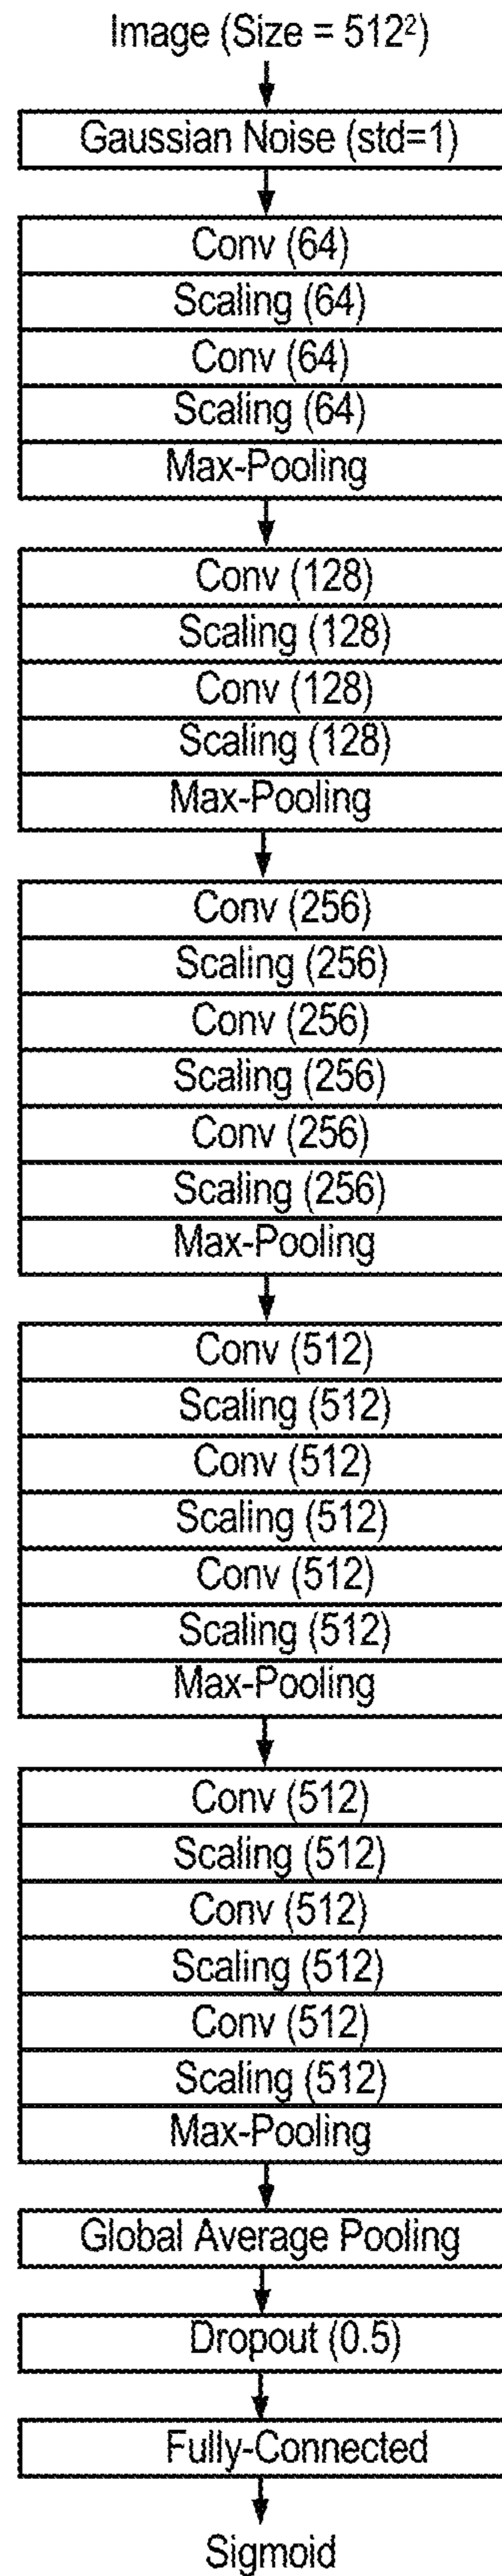 Image (Size = 512²)
Gaussian Noise (std=1)
Conv (64)
Scaling (64)
Conv (64)
Scaling (64)
Max-Pooling
Conv (128)
Scaling (128)
Conv (128)
Scaling (128)
Max-Pooling
Conv (256)
Scaling (256)
Conv (256)
Scaling (256)
Conv (256)
Scaling (256)
Max-Pooling
Conv (512)
Scaling (512)
Conv (512)
Scaling (512)
Conv (512)
Scaling (512)
Max-Pooling
Conv (512)
Scaling (512)
Conv (512)
Scaling (512)
Conv (512)
Scaling (512)
Max-Pooling
Global Average Pooling
Dropout (0.5)
Fully-Connected
Sigmoid